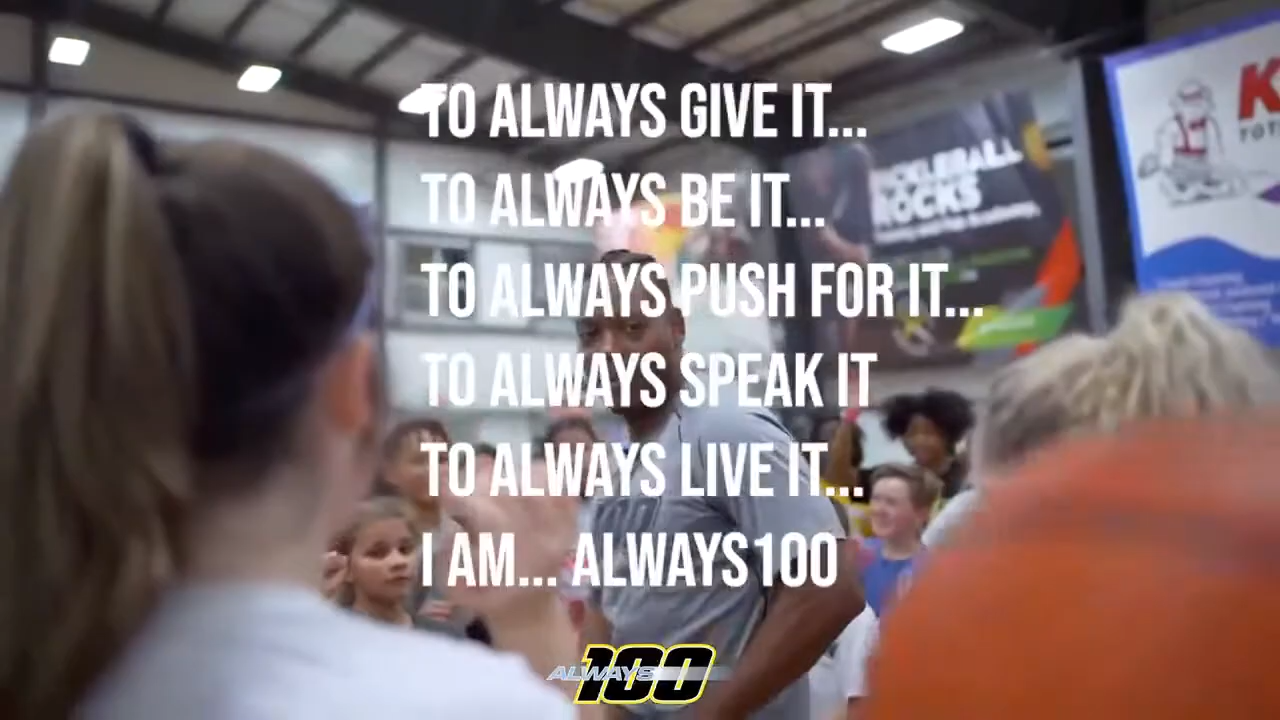 TO ALWAYS GIVE IT...
TO ALWAYS BE IT...
TO ALWAYS PUSH FOR IT...
TO ALWAYS SPEAK IT
TO ALWAYS LIVE IT...
I AM... ALWAYS100
PICKLEBALL
ROCKS
ALWAYS 100